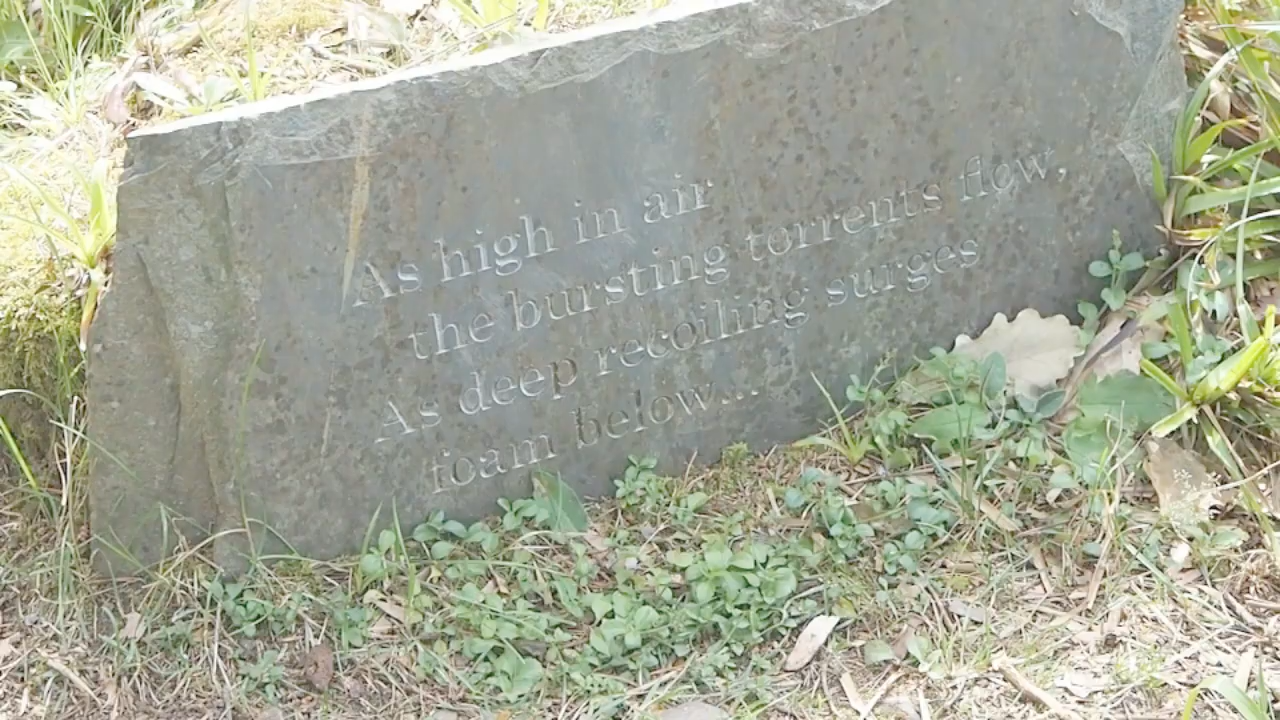 As high in air
the bursting torrents flow,
As deep recoiling surges
foam below...